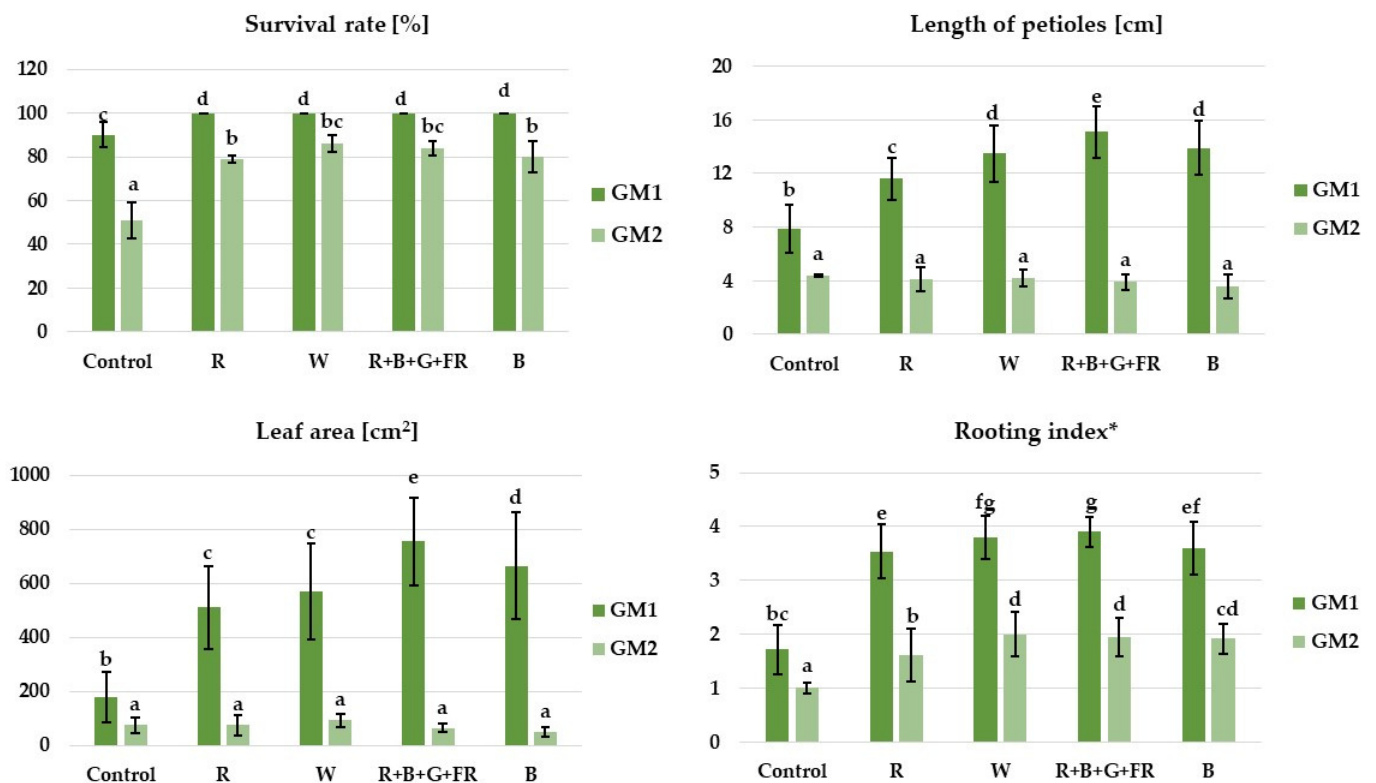 Survival rate [%]
120
100
80
60
40
20
0
c
a
d
b
d
bc
d
bc
d
b
Control R W R+B+G+FR B
GM1
GM2
Length of petioles [cm]
20
16
12
8
4
0
b
a
c
a
d
a
e
a
d
a
Control R W R+B+G+FR B
GM1
GM2
Leaf area [cm²]
1000
800
600
400
200
0
b
a
c
a
c
a
e
a
d
a
Control R W R+B+G+FR B
GM1
GM2
Rooting index*
5
4
3
2
1
0
bc
a
e
b
fg
d
g
d
ef
cd
Control R W R+B+G+FR B
GM1
GM2